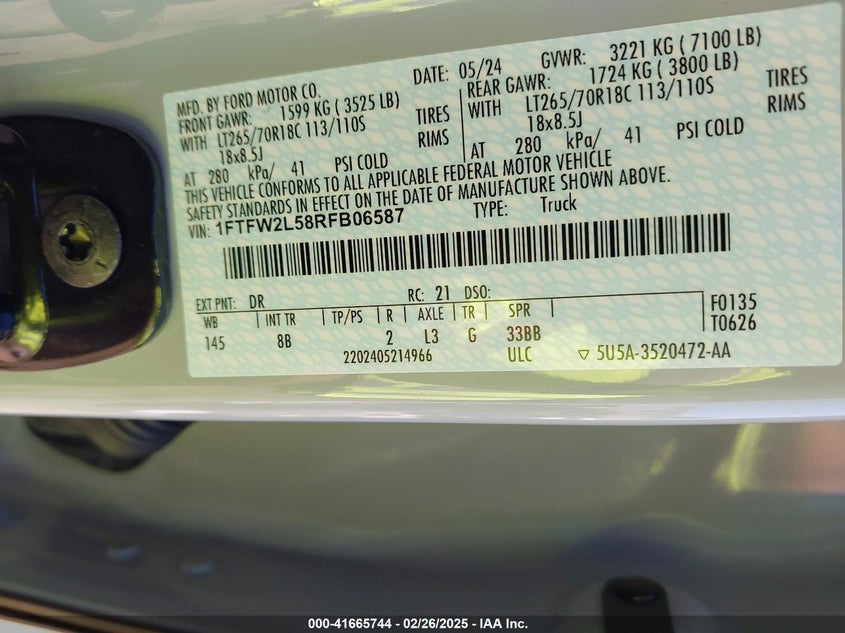 MFD. BY FORD MOTOR CO.
DATE: 05/24 GVWR: 3221 KG ( 7100 LB)
FRONT GAWR: 1599 KG ( 3525 LB) REAR GAWR: 1724 KG ( 3800 LB)
WITH LT265/70R18C 113/110S TIRES WITH LT265/70R18C 113/110S TIRES
18x8.5J RIMS 18x8.5J RIMS
AT 280 kPa/ 41 PSI COLD AT 280 kPa/ 41 PSI COLD
THIS VEHICLE CONFORMS TO ALL APPLICABLE FEDERAL MOTOR VEHICLE
SAFETY STANDARDS IN EFFECT ON THE DATE OF MANUFACTURE SHOWN ABOVE.
VIN: 1FTFW2L58RFB06587 TYPE: Truck
EXT PNT: DR RC: 21 DSO:
WB | INT TR | TP/PS | R | AXLE | TR | SPR F0135
145 8B 2 L3 G 33BB T0626
2202405214966 ULC ▽ 5U5A-3520472-AA
000-41665744 - 02/26/2025 - IAA Inc.